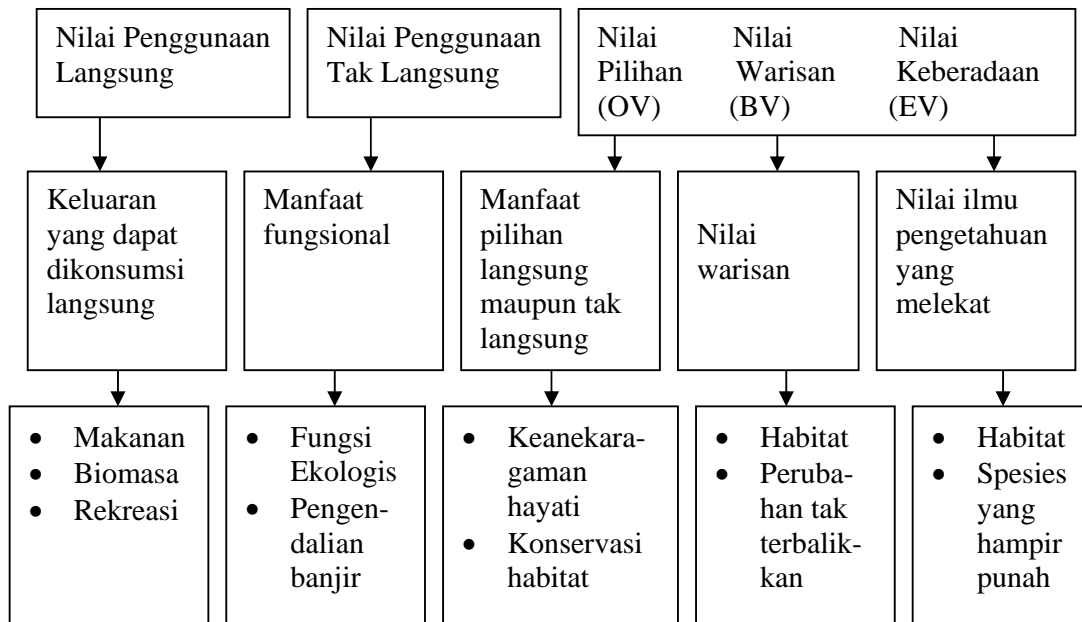 Nilai Penggunaan
Langsung
Nilai Penggunaan
Tak Langsung
Nilai Nilai Nilai
Pilihan Warisan Keberadaan
(OV) (BV) (EV)
Keluaran
yang dapat
dikonsumsi
langsung
Manfaat
fungsional
Manfaat
pilihan
langsung
maupun tak
langsung
Nilai
warisan
Nilai ilmu
pengetahuan
yang
melekat
• Makanan
• Biomasa
• Rekreasi
• Fungsi
Ekologis
• Pengen-
dalian
banjir
• Keanekara-
gaman
hayati
• Konservasi
habitat
• Habitat
• Peruba-
han tak
terbalik-
kan
• Habitat
• Spesies
yang
hampir
punah